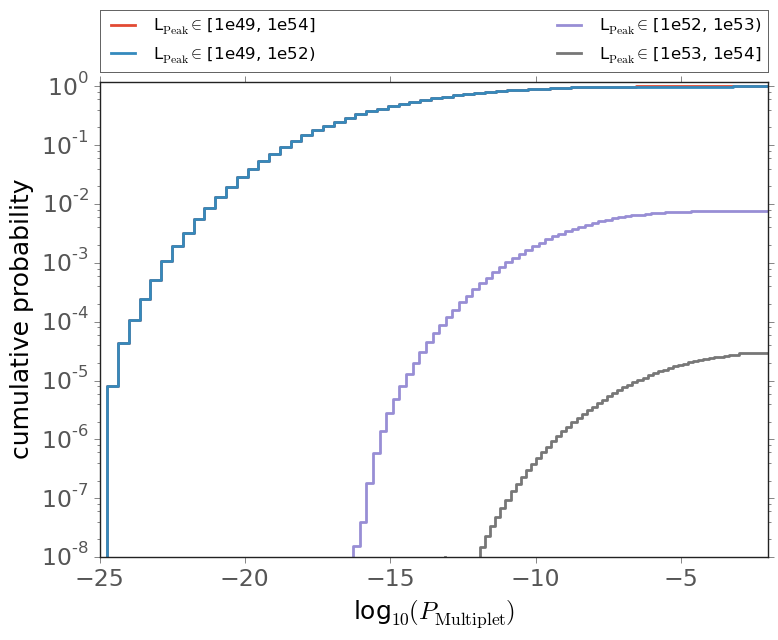 L_Peak ∈ [1e49, 1e54]
L_Peak ∈ [1e49, 1e52)
L_Peak ∈ [1e52, 1e53)
L_Peak ∈ [1e53, 1e54]
cumulative probability
10^0
10^-1
10^-2
10^-3
10^-4
10^-5
10^-6
10^-7
10^-8
−25 −20 −15 −10 −5
log_10(P_Multiplet)